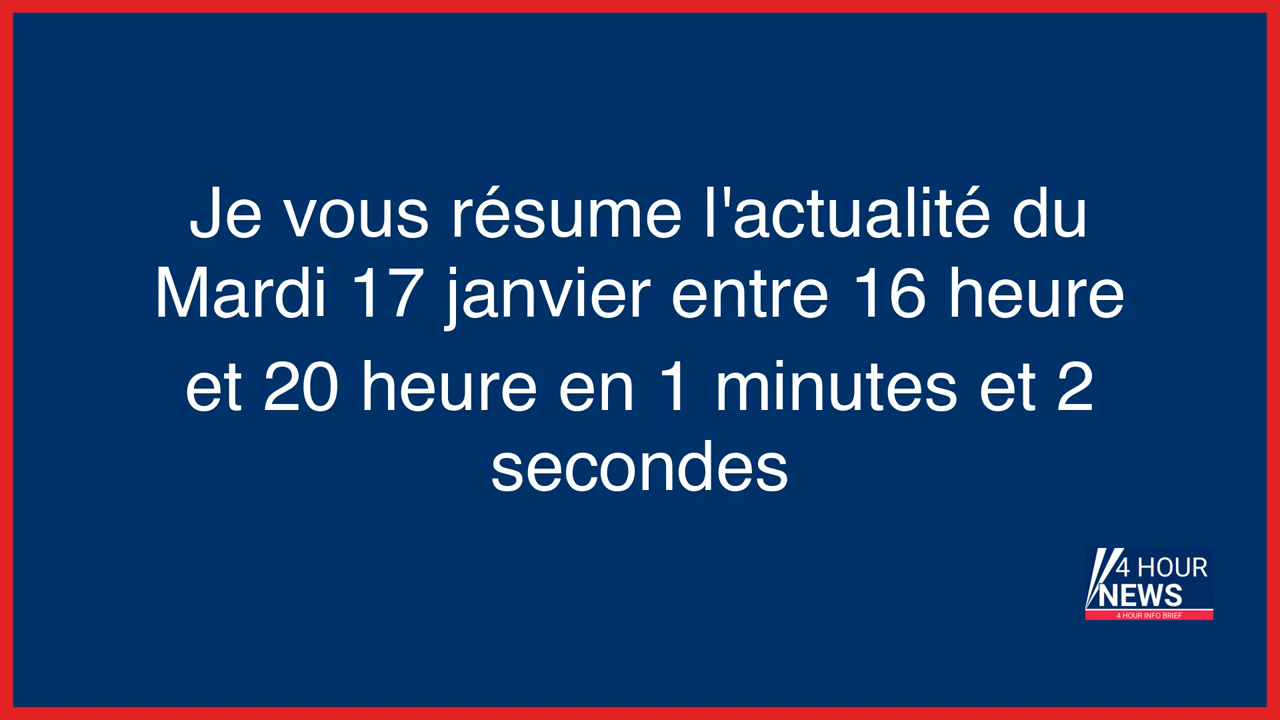 Je vous résume l'actualité du
Mardi 17 janvier entre 16 heure
et 20 heure en 1 minutes et 2
secondes
4 HOUR
NEWS
4 HOUR INFO BRIEF